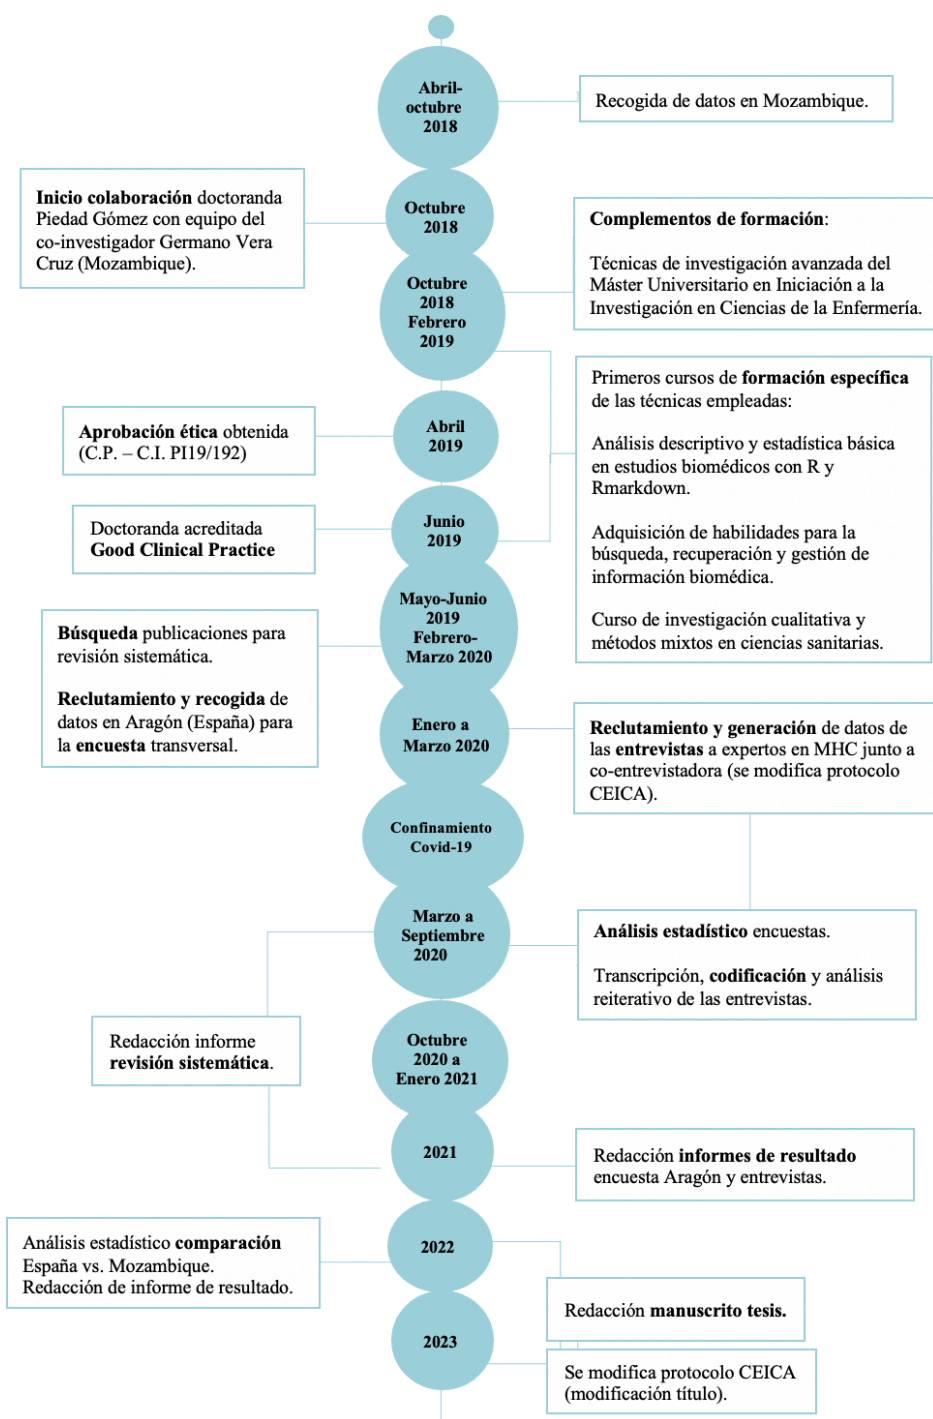 Abril-
octubre
2018
Recogida de datos en Mozambique.
Inicio colaboración doctoranda
Piedad Gómez con equipo del
co-investigador Germano Vera
Cruz (Mozambique).
Octubre
2018
Complementos de formación:
Técnicas de investigación avanzada del
Máster Universitario en Iniciación a la
Investigación en Ciencias de la Enfermería.
Octubre
2018
Febrero
2019
Primeros cursos de formación específica
de las técnicas empleadas:
Análisis descriptivo y estadística básica
en estudios biomédicos con R y
Rmarkdown.
Adquisición de habilidades para la
búsqueda, recuperación y gestión de
información biomédica.
Curso de investigación cualitativa y
métodos mixtos en ciencias sanitarias.
Aprobación ética obtenida
(C.P. – C.I. PI19/192)
Abril
2019
Doctoranda acreditada
Good Clinical Practice
Junio
2019
Mayo-Junio
2019
Febrero-
Marzo 2020
Búsqueda publicaciones para
revisión sistemática.
Reclutamiento y recogida de
datos en Aragón (España) para
la encuesta transversal.
Enero a
Marzo 2020
Reclutamiento y generación de datos de
las entrevistas a expertos en MHC junto a
co-entrevistadora (se modifica protocolo
CEICA).
Confinamiento
Covid-19
Marzo a
Septiembre
2020
Análisis estadístico encuestas.
Transcripción, codificación y análisis
reiterativo de las entrevistas.
Redacción informe
revisión sistemática.
Octubre
2020 a
Enero 2021
2021
Redacción informes de resultado
encuesta Aragón y entrevistas.
Análisis estadístico comparación
España vs. Mozambique.
Redacción de informe de resultado.
2022
Redacción manuscrito tesis.
2023
Se modifica protocolo CEICA
(modificación título).